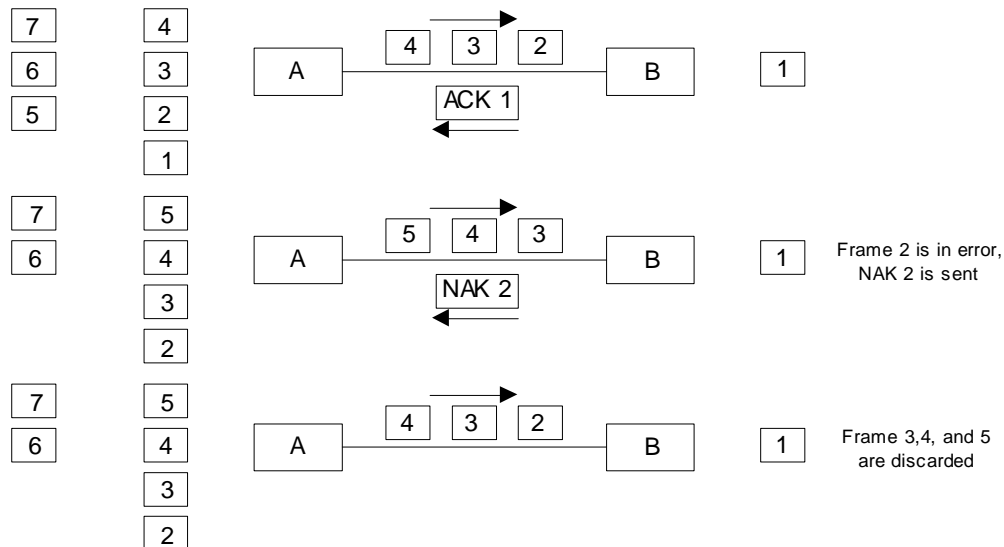 7 4 4 3 2
6 3 A B 1
5 2 ACK 1
1
7 5 5 4 3
6 4 A B 1 Frame 2 is in error,
NAK 2 is sent
3 NAK 2
2
7 5 4 3 2
6 4 A B 1 Frame 3,4, and 5
are discarded
3
2